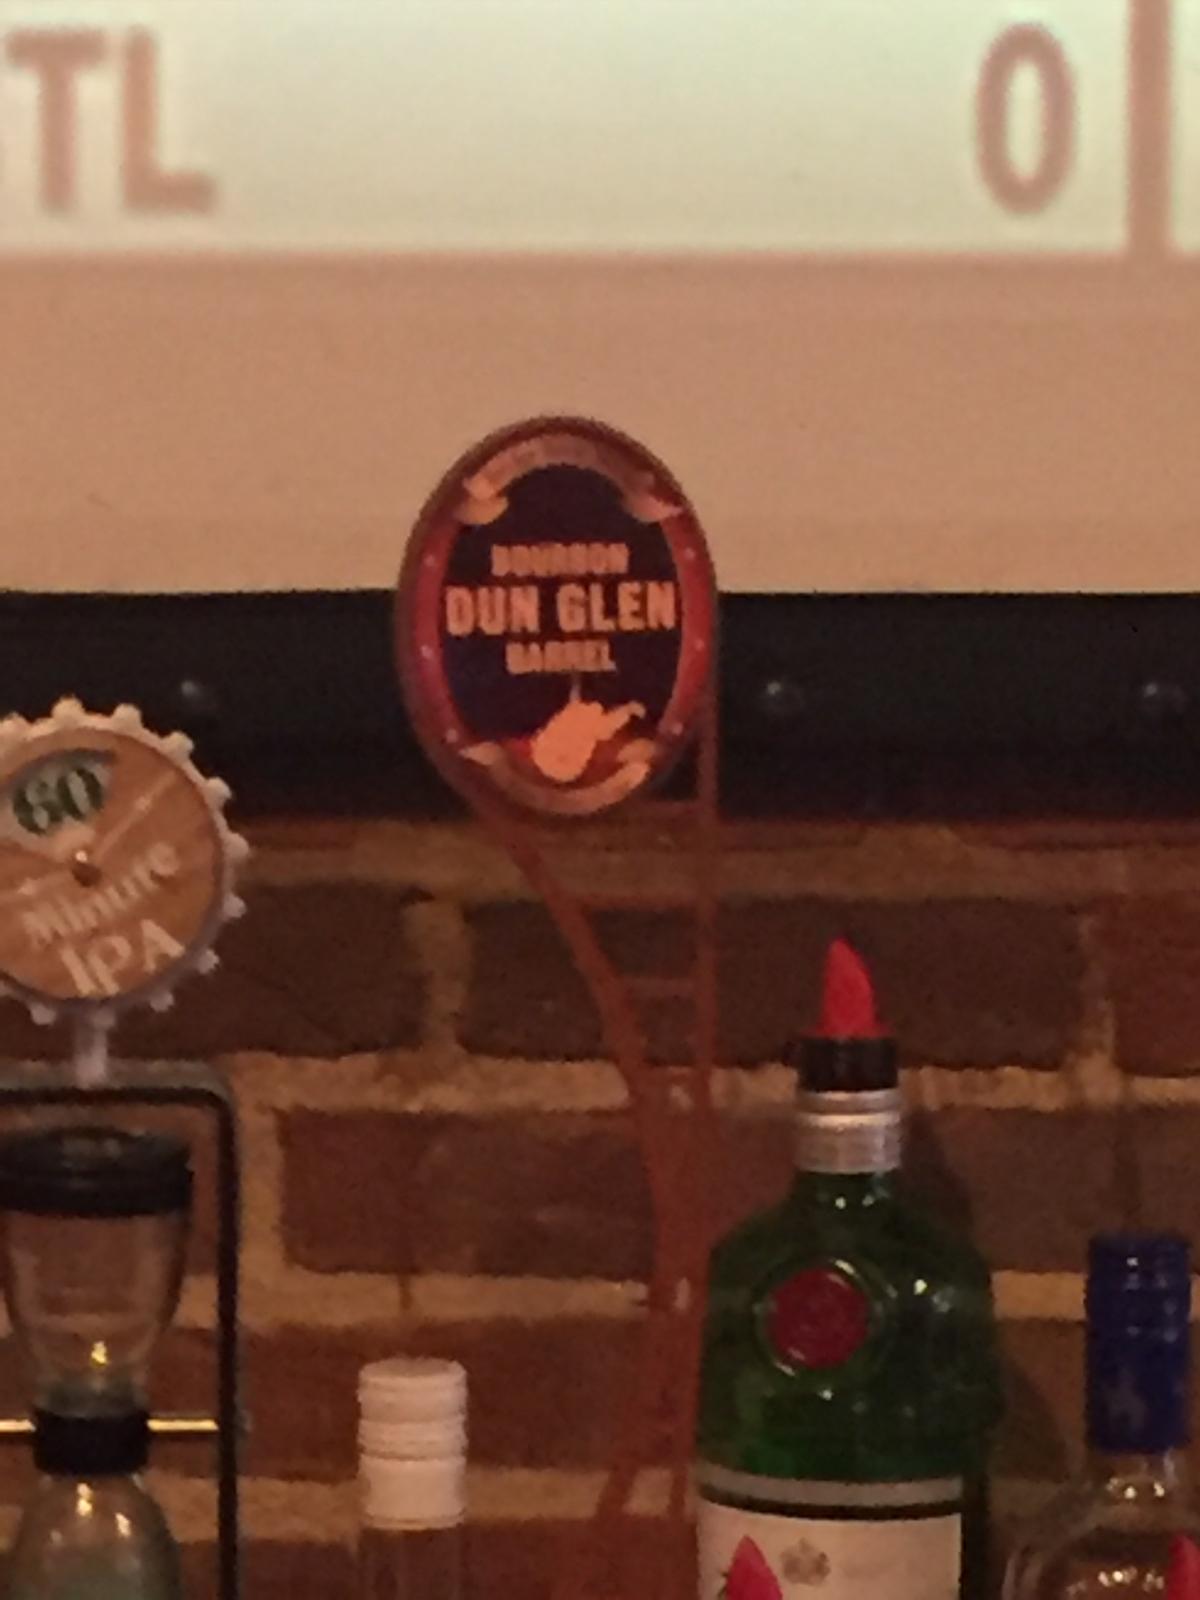 TL 0
BOURBON
DUN GLEN
BARREL
60
Minute
IPA